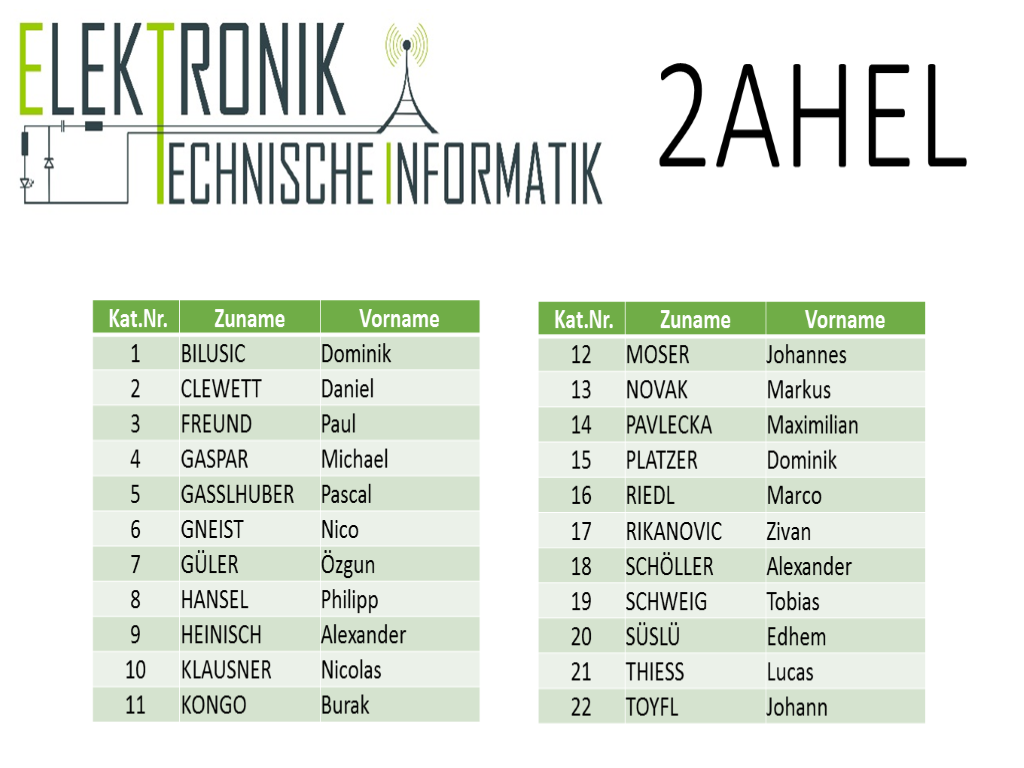 ELEKTRONIK
TECHNISCHE INFORMATIK
2AHEL
Kat.Nr. Zuname Vorname
1 BILUSIC Dominik
2 CLEWETT Daniel
3 FREUND Paul
4 GASPAR Michael
5 GASSLHUBER Pascal
6 GNEIST Nico
7 GÜLER Özgun
8 HANSEL Philipp
9 HEINISCH Alexander
10 KLAUSNER Nicolas
11 KONGO Burak
Kat.Nr. Zuname Vorname
12 MOSER Johannes
13 NOVAK Markus
14 PAVLECKA Maximilian
15 PLATZER Dominik
16 RIEDL Marco
17 RIKANOVIC Zivan
18 SCHÖLLER Alexander
19 SCHWEIG Tobias
20 SÜSLÜ Edhem
21 THIESS Lucas
22 TOYFL Johann